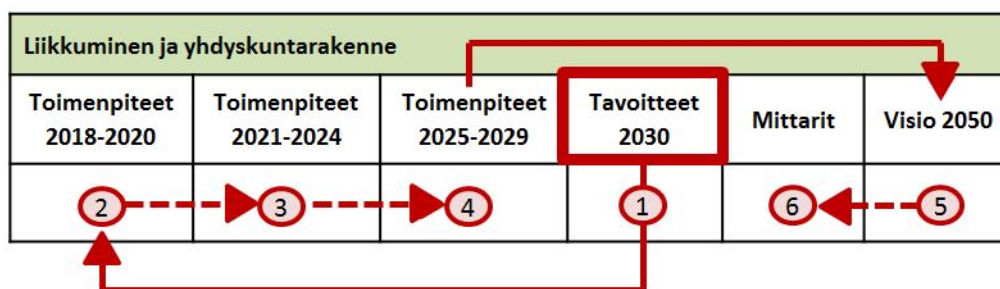 Liikkuminen ja yhdyskuntarakenne
Toimenpiteet 2018-2020
Toimenpiteet 2021-2024
Toimenpiteet 2025-2029
Tavoitteet 2030
Mittarit
Visio 2050
2
3
4
1
6
5